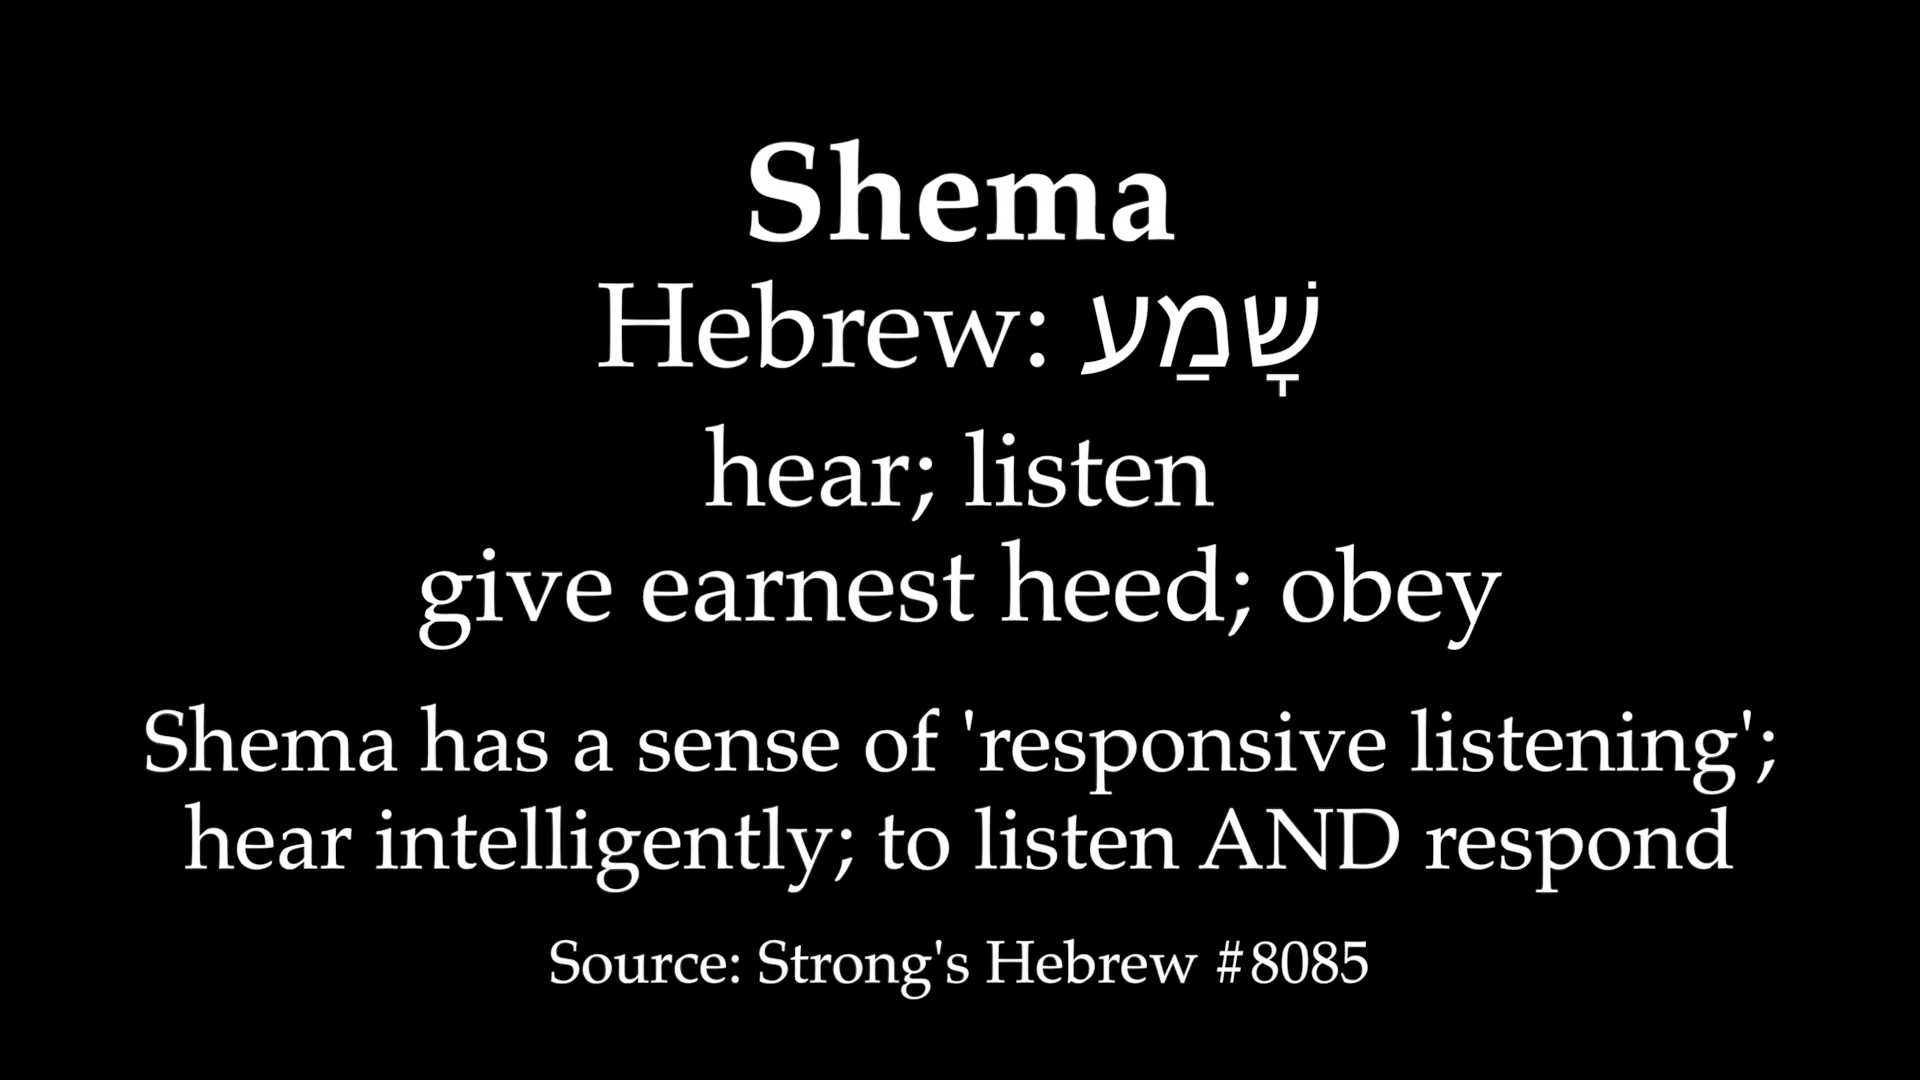 Shema
Hebrew: שָׁמַע
hear; listen
give earnest heed; obey
Shema has a sense of 'responsive listening';
hear intelligently; to listen AND respond
Source: Strong's Hebrew #8085